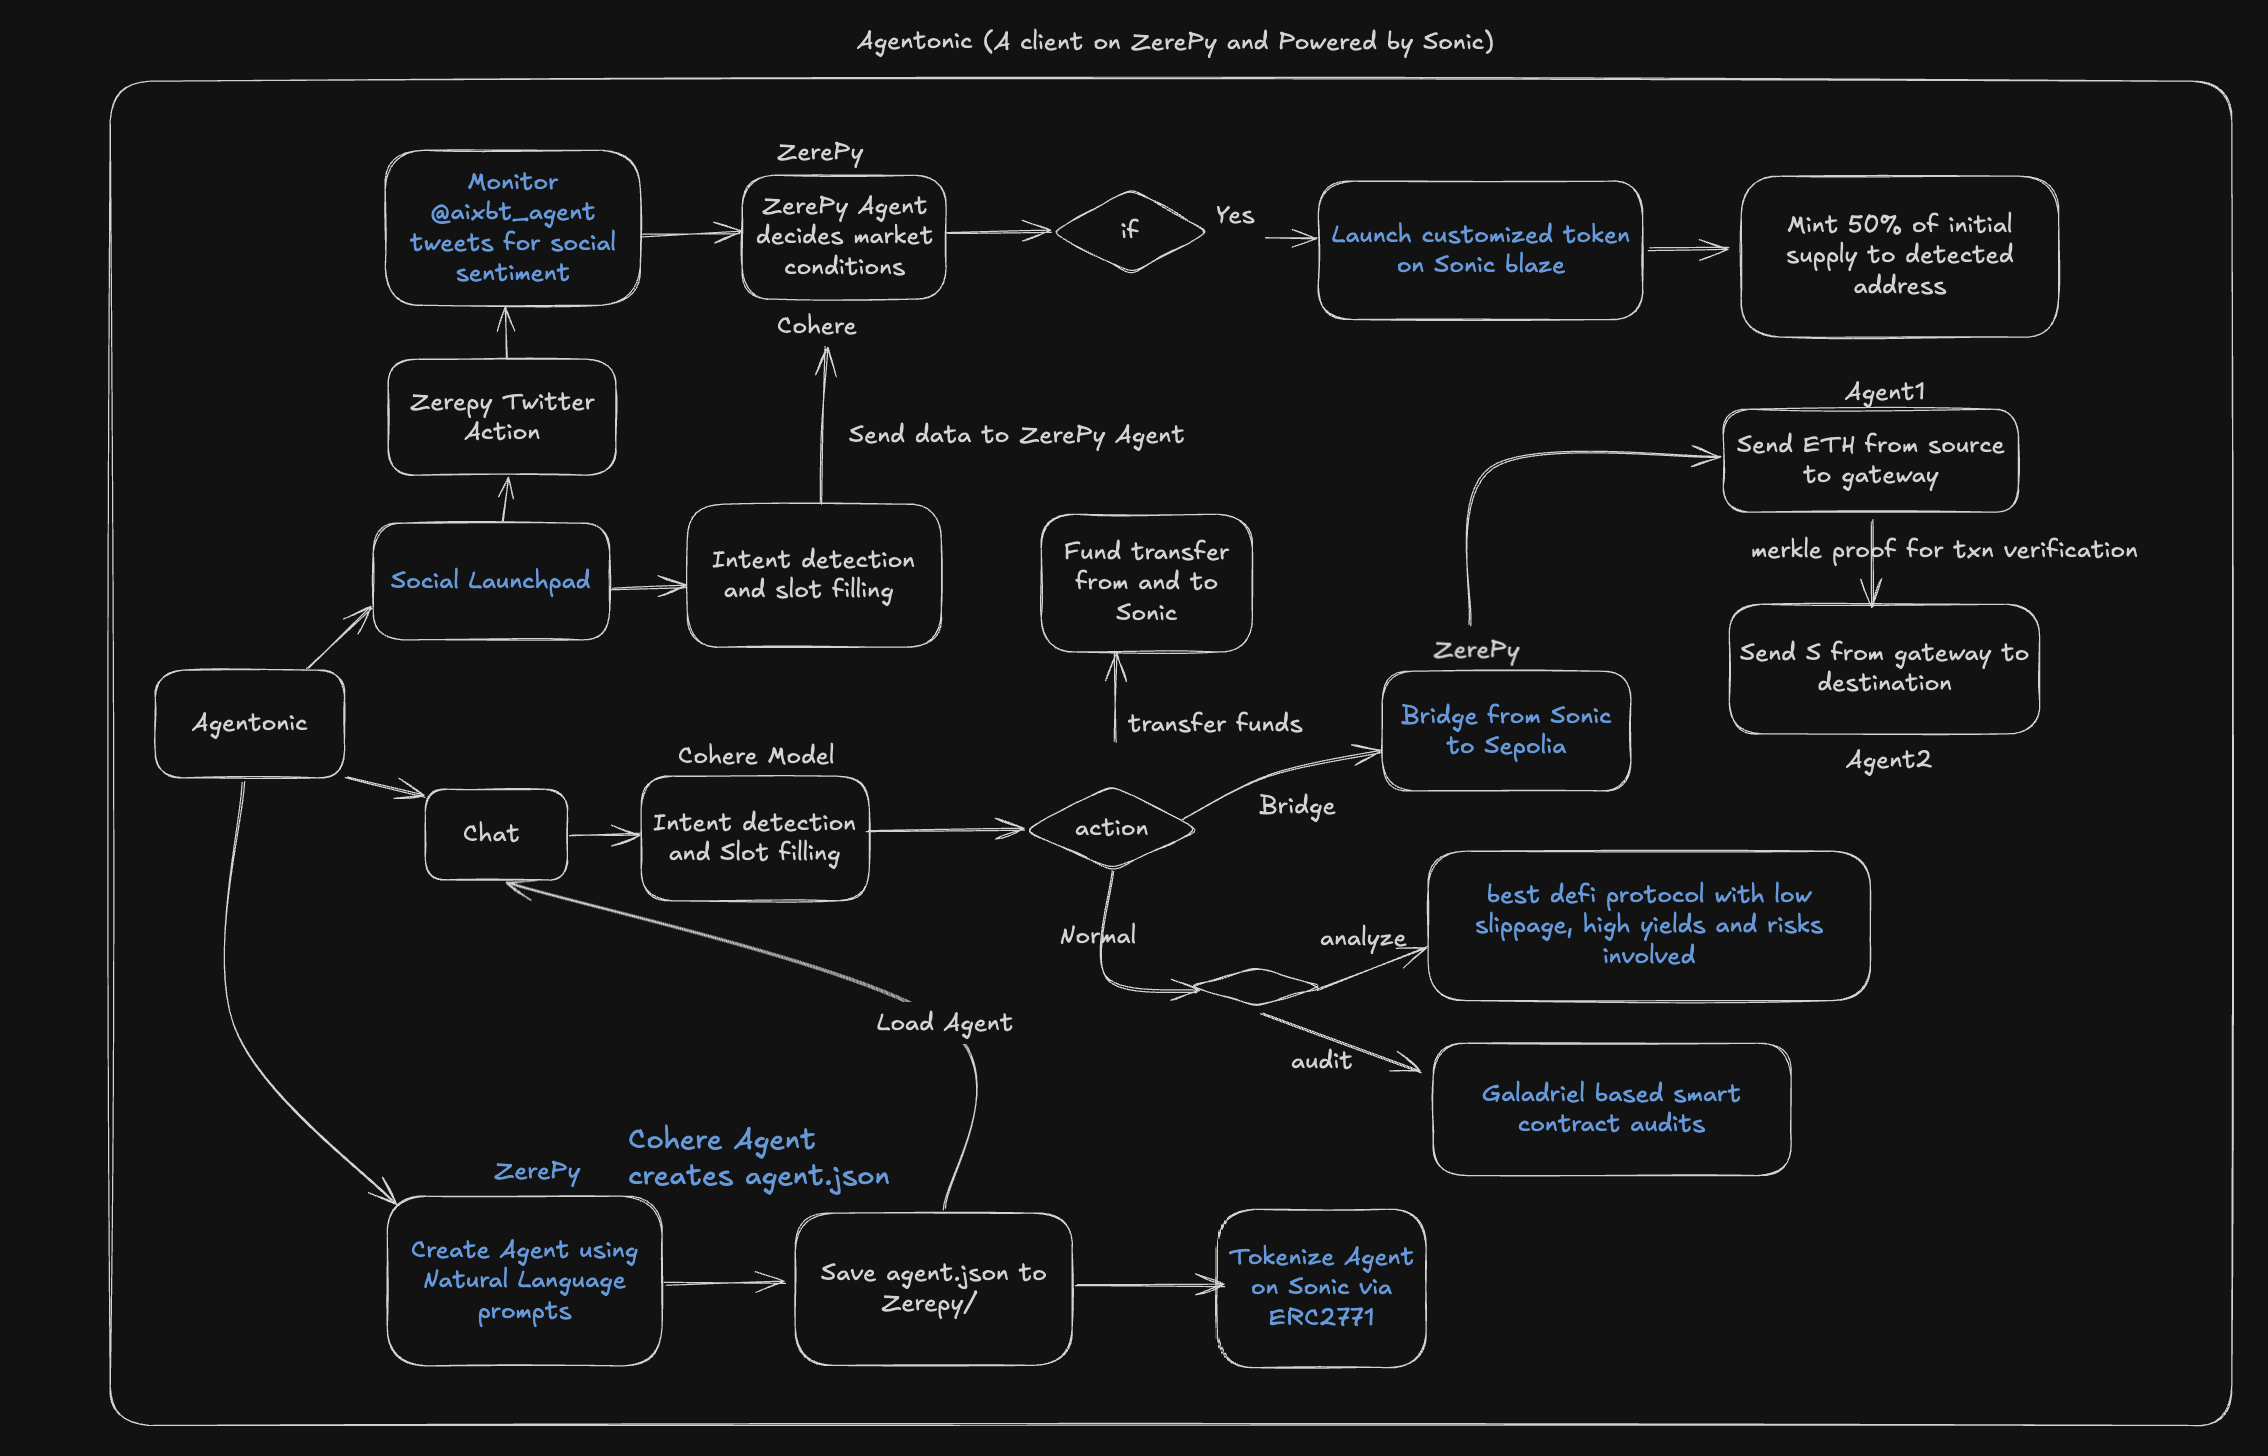 Agentonic (A client on ZerePy and Powered by Sonic)
Monitor
@aixbt_agent
tweets for social
sentiment
ZerePy
ZerePy Agent
decides market
conditions
Cohere
if
Yes
Launch customized token
on Sonic blaze
Mint 50% of initial
supply to detected
address
Zerepy Twitter
Action
Send data to ZerePy Agent
Agent1
Send ETH from source
to gateway
merkle proof for txn verification
Send S from gateway to
destination
Agent2
Social Launchpad
Intent detection
and slot filling
Fund transfer
from and to
Sonic
transfer funds
ZerePy
Bridge from Sonic
to Sepolia
Bridge
Agentonic
Chat
Cohere Model
Intent detection
and Slot filling
action
Normal
analyze
best defi protocol with low
slippage, high yields and risks
involved
audit
Galadriel based smart
contract audits
Load Agent
ZerePy
Cohere Agent
creates agent.json
Create Agent using
Natural Language
prompts
Save agent.json to
Zerepy/
Tokenize Agent
on Sonic via
ERC2771